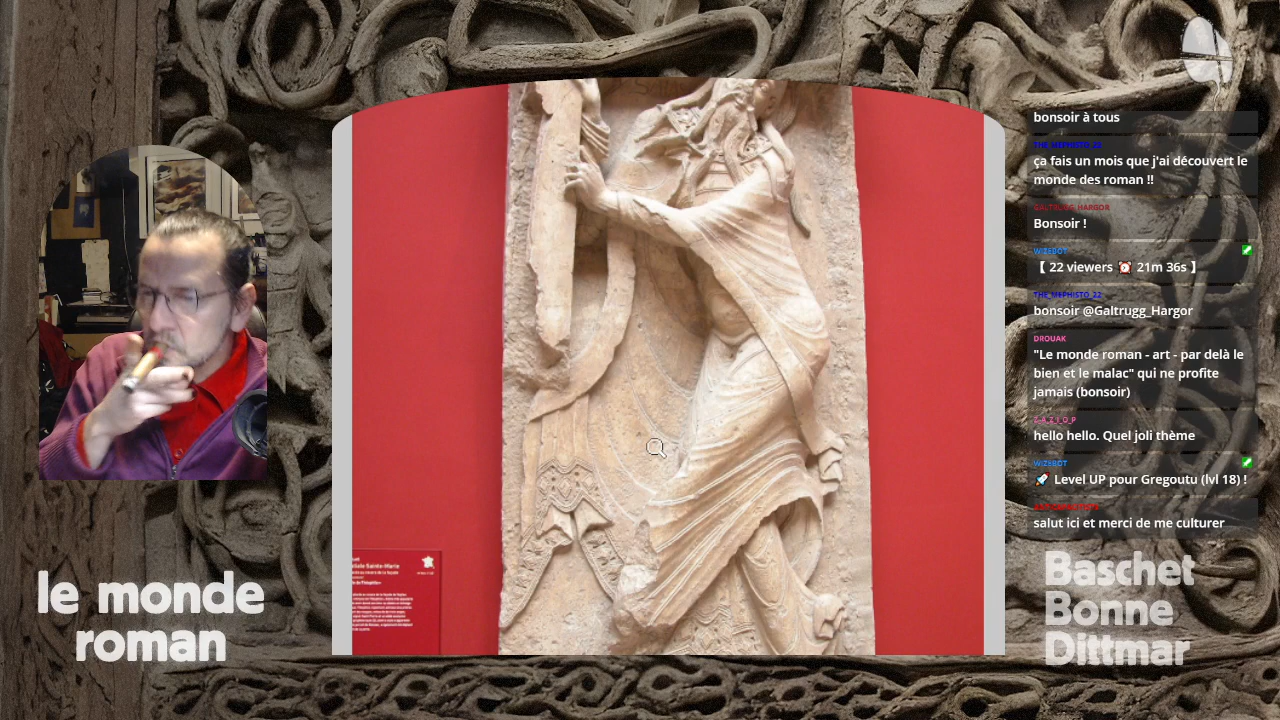 le monde
roman
bonsoir à tous
THE_MEPHISTO_22
ça fais un mois que j'ai découvert le
monde des roman !!
GALTRUGG_HARGOR
Bonsoir !
WIZEBOT
【 22 viewers ⏰ 21m 36s 】
THE_MEPHISTO_22
bonsoir @Galtrugg_Hargor
DROUAK
"Le monde roman - art - par delà le
bien et le malac" qui ne profite
jamais (bonsoir)
hello hello. Quel joli thème
WIZEBOT
🚀 Level UP pour Gregoutu (lvl 18) !
salut ici et merci de me culturer
Baschet
Bonne
Dittmar